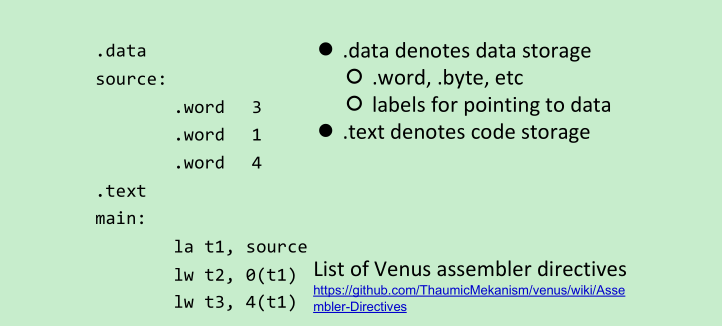 .data
source:
.word 3
.word 1
.word 4
.text
main:
la t1, source
lw t2, 0(t1)
lw t3, 4(t1)
● .data denotes data storage
○ .word, .byte, etc
○ labels for pointing to data
● .text denotes code storage
List of Venus assembler directives
https://github.com/ThaumicMekanism/venus/wiki/Asse
mbler-Directives